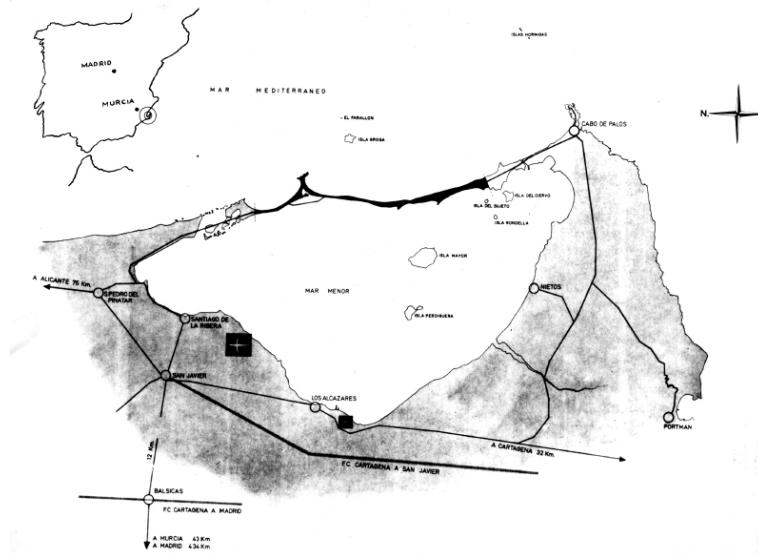 MADRID
MURCIA
MAR MEDITERRANEO
ISLAS HORMIGAS
EL FARALLON
ISLA GROSA
N.
CABO DE PALOS
ISLA DEL CIERVO
ISLA DEL SUJETO
ISLA RONDELLA
ISLA MAYOR
A ALICANTE 75 Km.
S.PEDRO DEL
PINATAR
MAR MENOR
NIETOS
ISLA PERDIGUERA
SANTIAGO DE
LA RIBERA
SAN JAVIER
LOS ALCAZARES
PORTMAN
A CARTAGENA 32 Km.
12 Km.
FC CARTAGENA A SAN JAVIER
BALSICAS
FC CARTAGENA A MADRID
A MURCIA 43 Km
A MADRID 434 Km